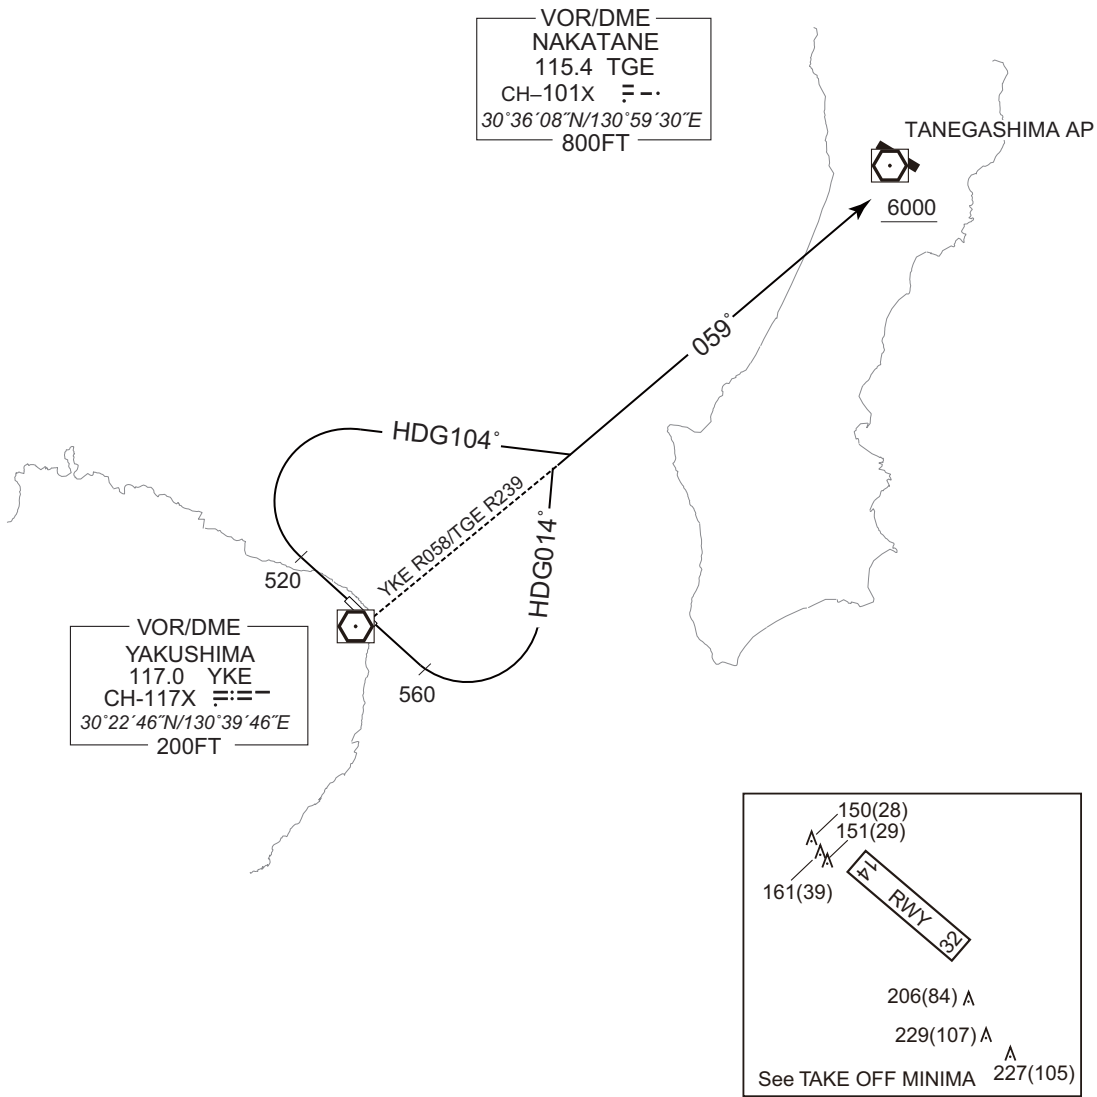 VOR/DME
NAKATANE
115.4 TGE
CH–101X
30°36′08″N/130°59′30″E
800FT
TANEGASHIMA AP
6000
059°
HDG104°
YKE R058/TGE R239
HDG014°
520
560
VOR/DME
YAKUSHIMA
117.0 YKE
CH-117X
30°22′46″N/130°39′46″E
200FT
150(28)
151(29)
161(39)
14 RWY 32
206(84)
229(107)
227(105)
See TAKE OFF MINIMA